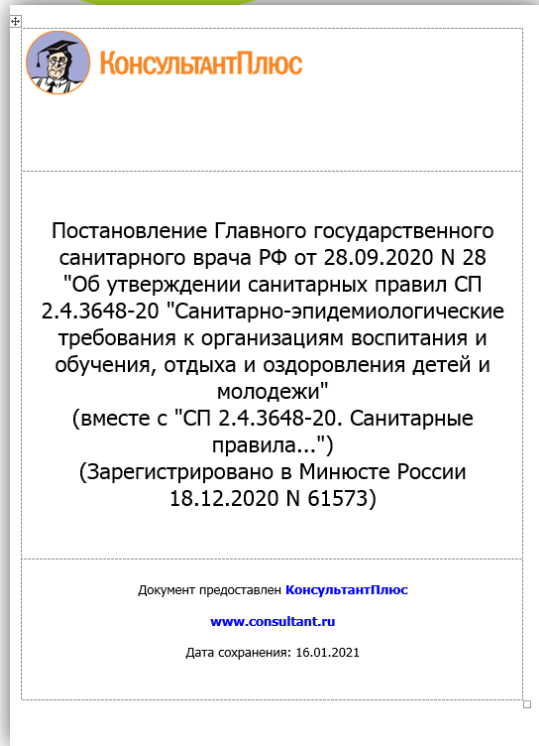 КонсультантПлюс
Постановление Главного государственного
санитарного врача РФ от 28.09.2020 N 28
"Об утверждении санитарных правил СП
2.4.3648-20 "Санитарно-эпидемиологические
требования к организациям воспитания и
обучения, отдыха и оздоровления детей и
молодежи"
(вместе с "СП 2.4.3648-20. Санитарные
правила...")
(Зарегистрировано в Минюсте России
18.12.2020 N 61573)
Документ предоставлен КонсультантПлюс
www.consultant.ru
Дата сохранения: 16.01.2021